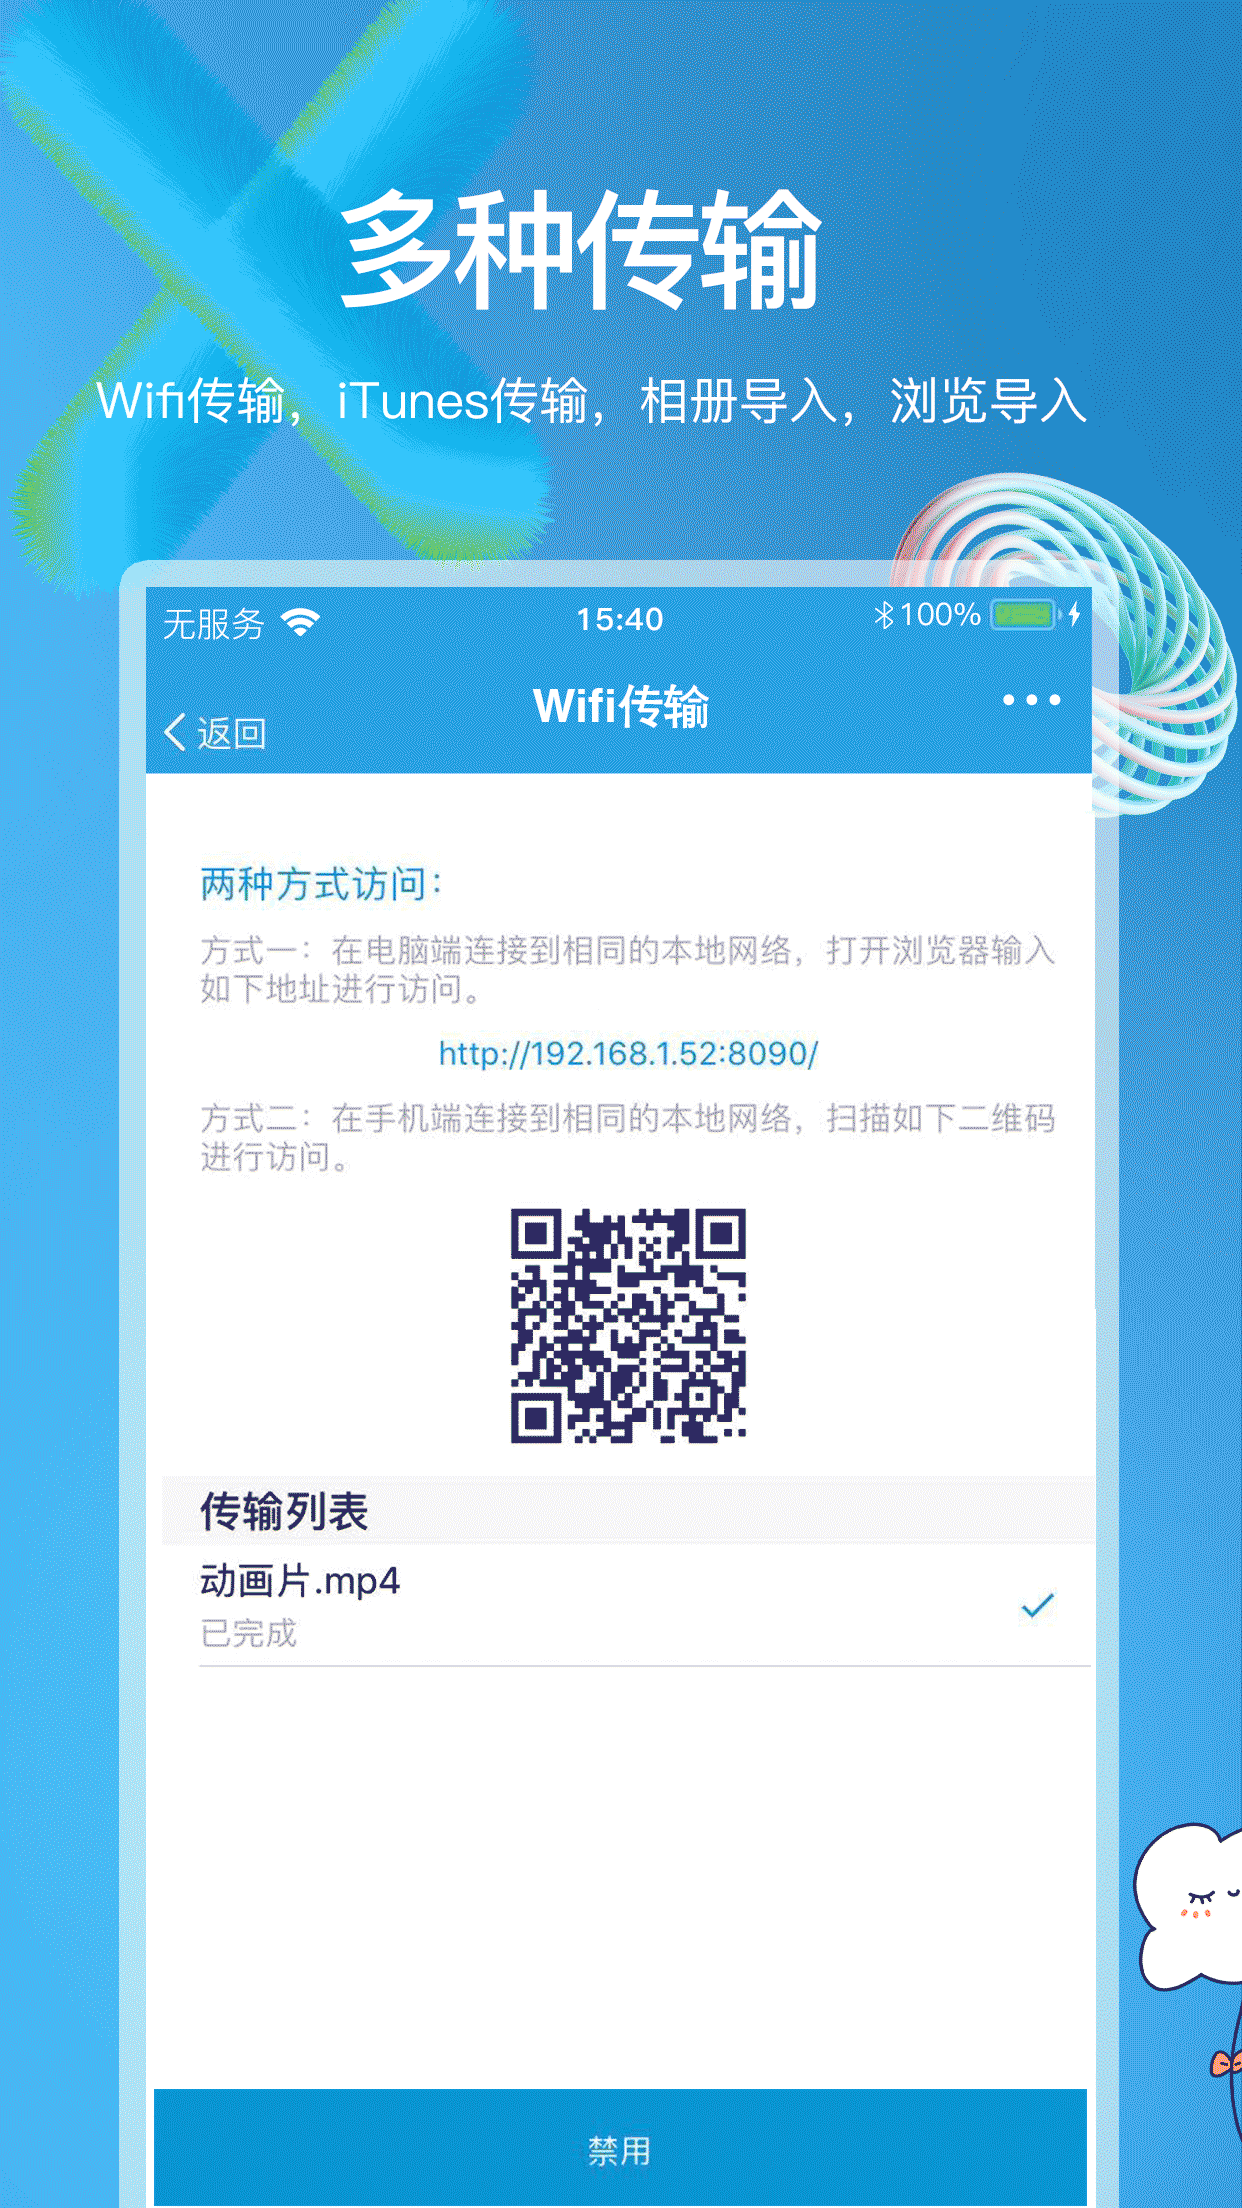 多种传输
Wifi传输，iTunes传输，相册导入，浏览导入
无服务 15:40 100%
Wifi传输
返回
两种方式访问：
方式一：在电脑端连接到相同的本地网络，打开浏览器输入
如下地址进行访问。
http://192.168.1.52:8090/
方式二：在手机端连接到相同的本地网络，扫描如下二维码
进行访问。
传输列表
动画片.mp4
已完成
禁用